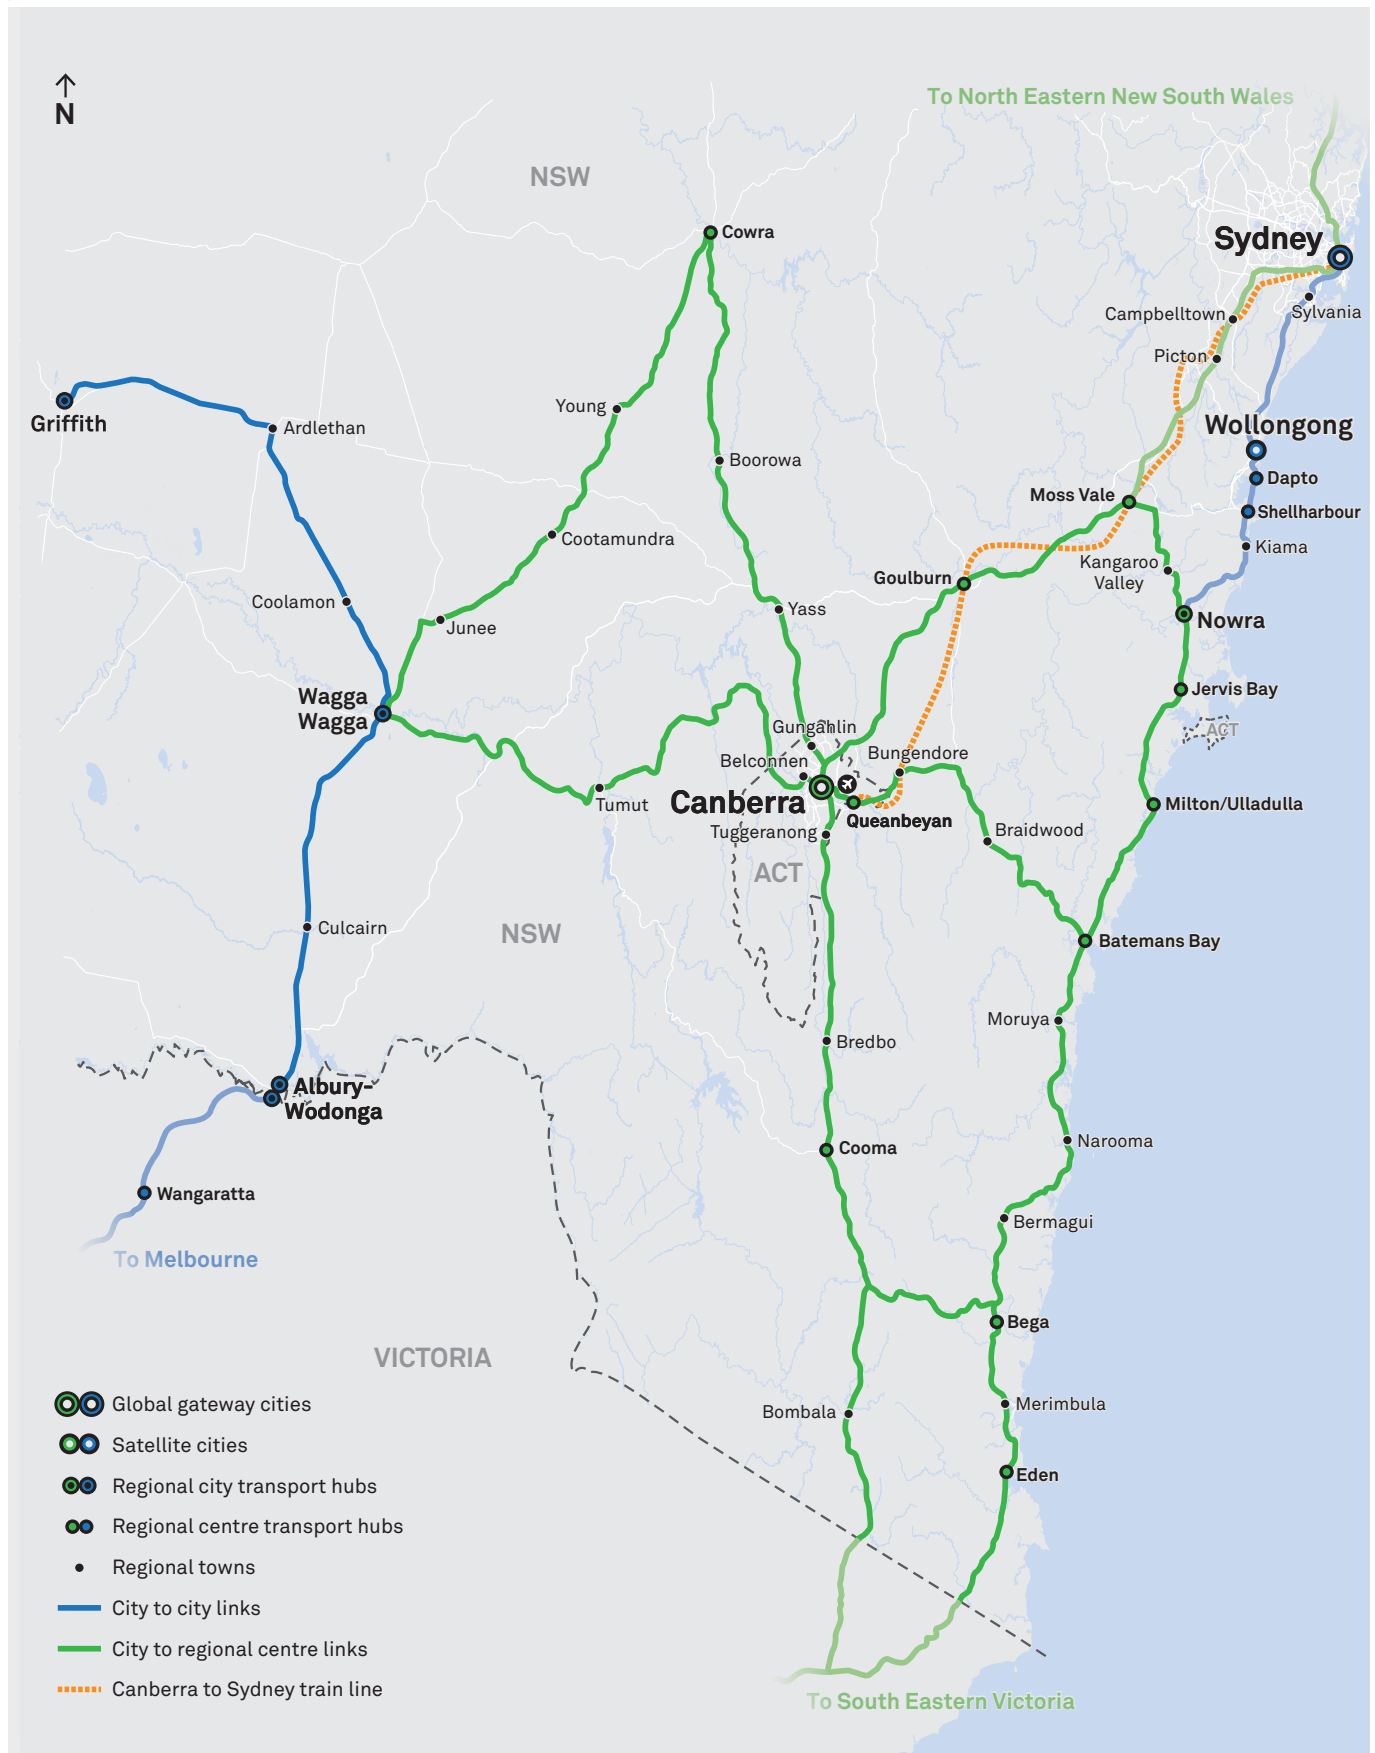 N
To North Eastern New South Wales
NSW
Cowra
Sydney
Campbelltown
Sylvania
Picton
Griffith
Ardlethan
Young
Boorowa
Wollongong
Dapto
Moss Vale
Shellharbour
Cootamundra
Kiama
Kangaroo
Valley
Goulburn
Coolamon
Yass
Junee
Nowra
Wagga
Wagga
Jervis Bay
ACT
Gungahlin
Bungendore
Belconnen
Canberra
Tumut
Queanbeyan
Milton/Ulladulla
Tuggeranong
Braidwood
ACT
Culcairn
NSW
Batemans Bay
Moruya
Bredbo
Albury-
Wodonga
Narooma
Cooma
Wangaratta
Bermagui
To Melbourne
Bega
VICTORIA
Merimbula
Bombala
Eden
Global gateway cities
Satellite cities
Regional city transport hubs
Regional centre transport hubs
Regional towns
City to city links
City to regional centre links
Canberra to Sydney train line
To South Eastern Victoria